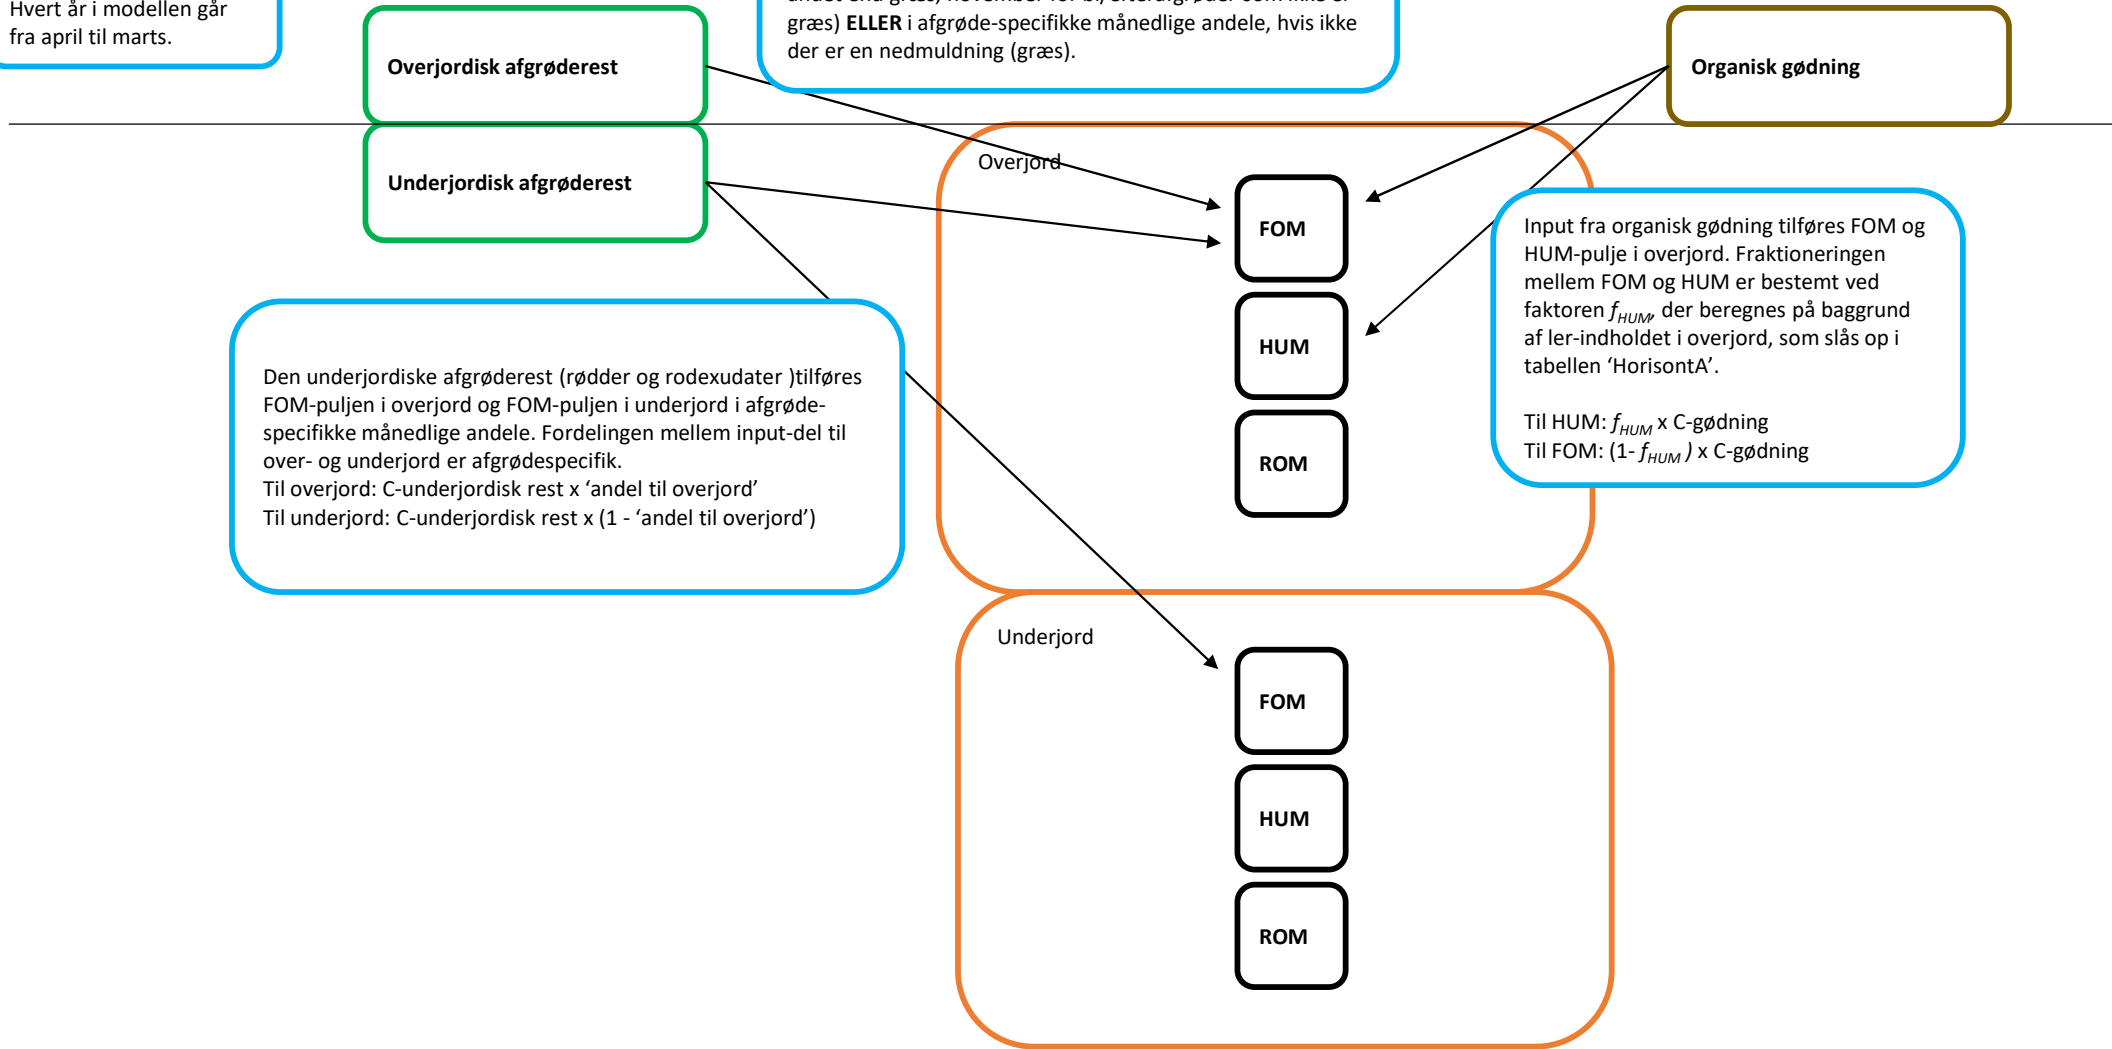 Hvert år i modellen går
fra april til marts.
græs) ELLER i afgrøde-specifikke månedlige andele, hvis ikke
der er en nedmuldning (græs).
Overjordisk afgrøderest
Organisk gødning
Underjordisk afgrøderest
Overjord
FOM
HUM
ROM
Input fra organisk gødning tilføres FOM og
HUM-pulje i overjord. Fraktioneringen
mellem FOM og HUM er bestemt ved
faktoren fHUM, der beregnes på baggrund
af ler-indholdet i overjord, som slås op i
tabellen ‘HorisontA’.
Til HUM: fHUM x C-gødning
Til FOM: (1- fHUM ) x C-gødning
Den underjordiske afgrøderest (rødder og rodexudater )tilføres
FOM-puljen i overjord og FOM-puljen i underjord i afgrøde-
specifikke månedlige andele. Fordelingen mellem input-del til
over- og underjord er afgrødespecifik.
Til overjord: C-underjordisk rest x ‘andel til overjord’
Til underjord: C-underjordisk rest x (1 - ‘andel til overjord’)
Underjord
FOM
HUM
ROM